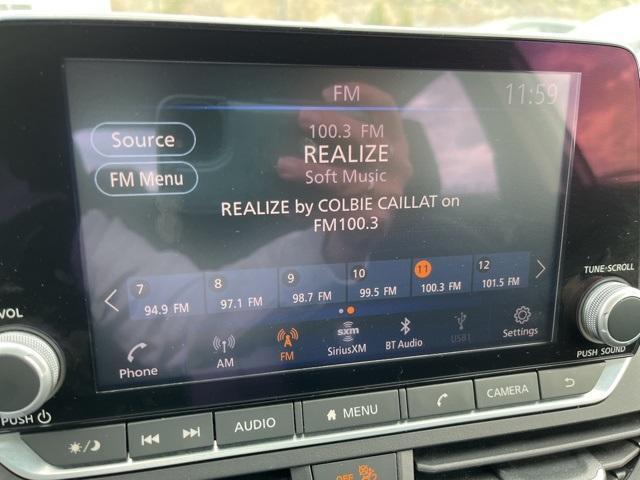 FM
11:59
Source
100.3 FM
REALIZE
FM Menu
Soft Music
REALIZE by COLBIE CAILLAT on
FM100.3
7 8 9 10 11 12
94.9 FM 97.1 FM 98.7 FM 99.5 FM 100.3 FM 101.5 FM
TUNE·SCROLL
VOL
Phone AM FM sxm SiriusXM BT Audio USB1 Settings
PUSH SOUND
PUSH
AUDIO MENU CAMERA
OFF